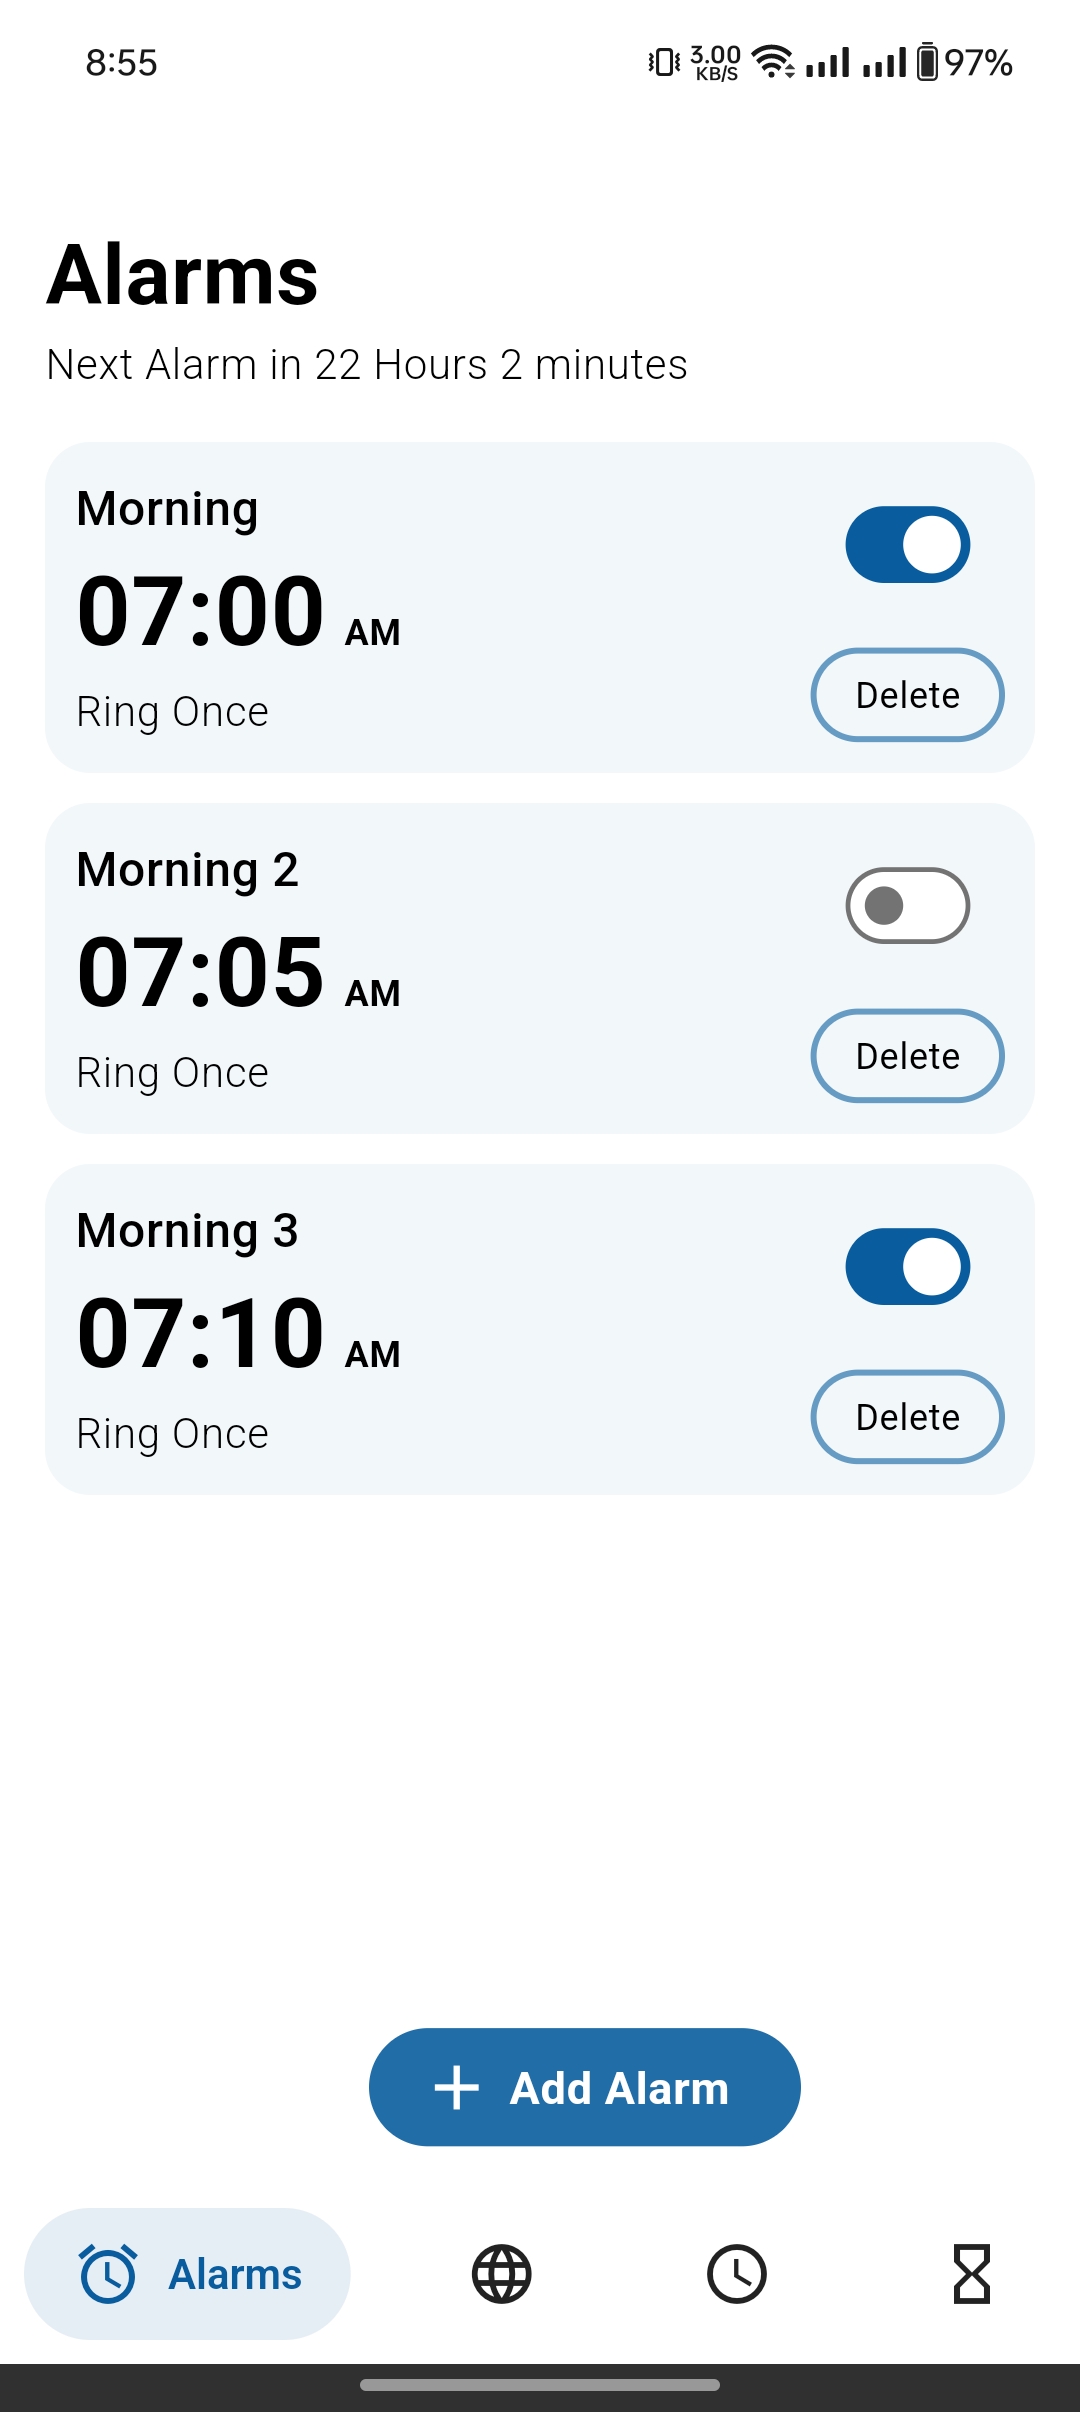 8:55
3.00
KB/S
97%
Alarms
Next Alarm in 22 Hours 2 minutes
Morning
07:00 AM
Ring Once
Delete
Morning 2
07:05 AM
Ring Once
Delete
Morning 3
07:10 AM
Ring Once
Delete
Add Alarm
Alarms